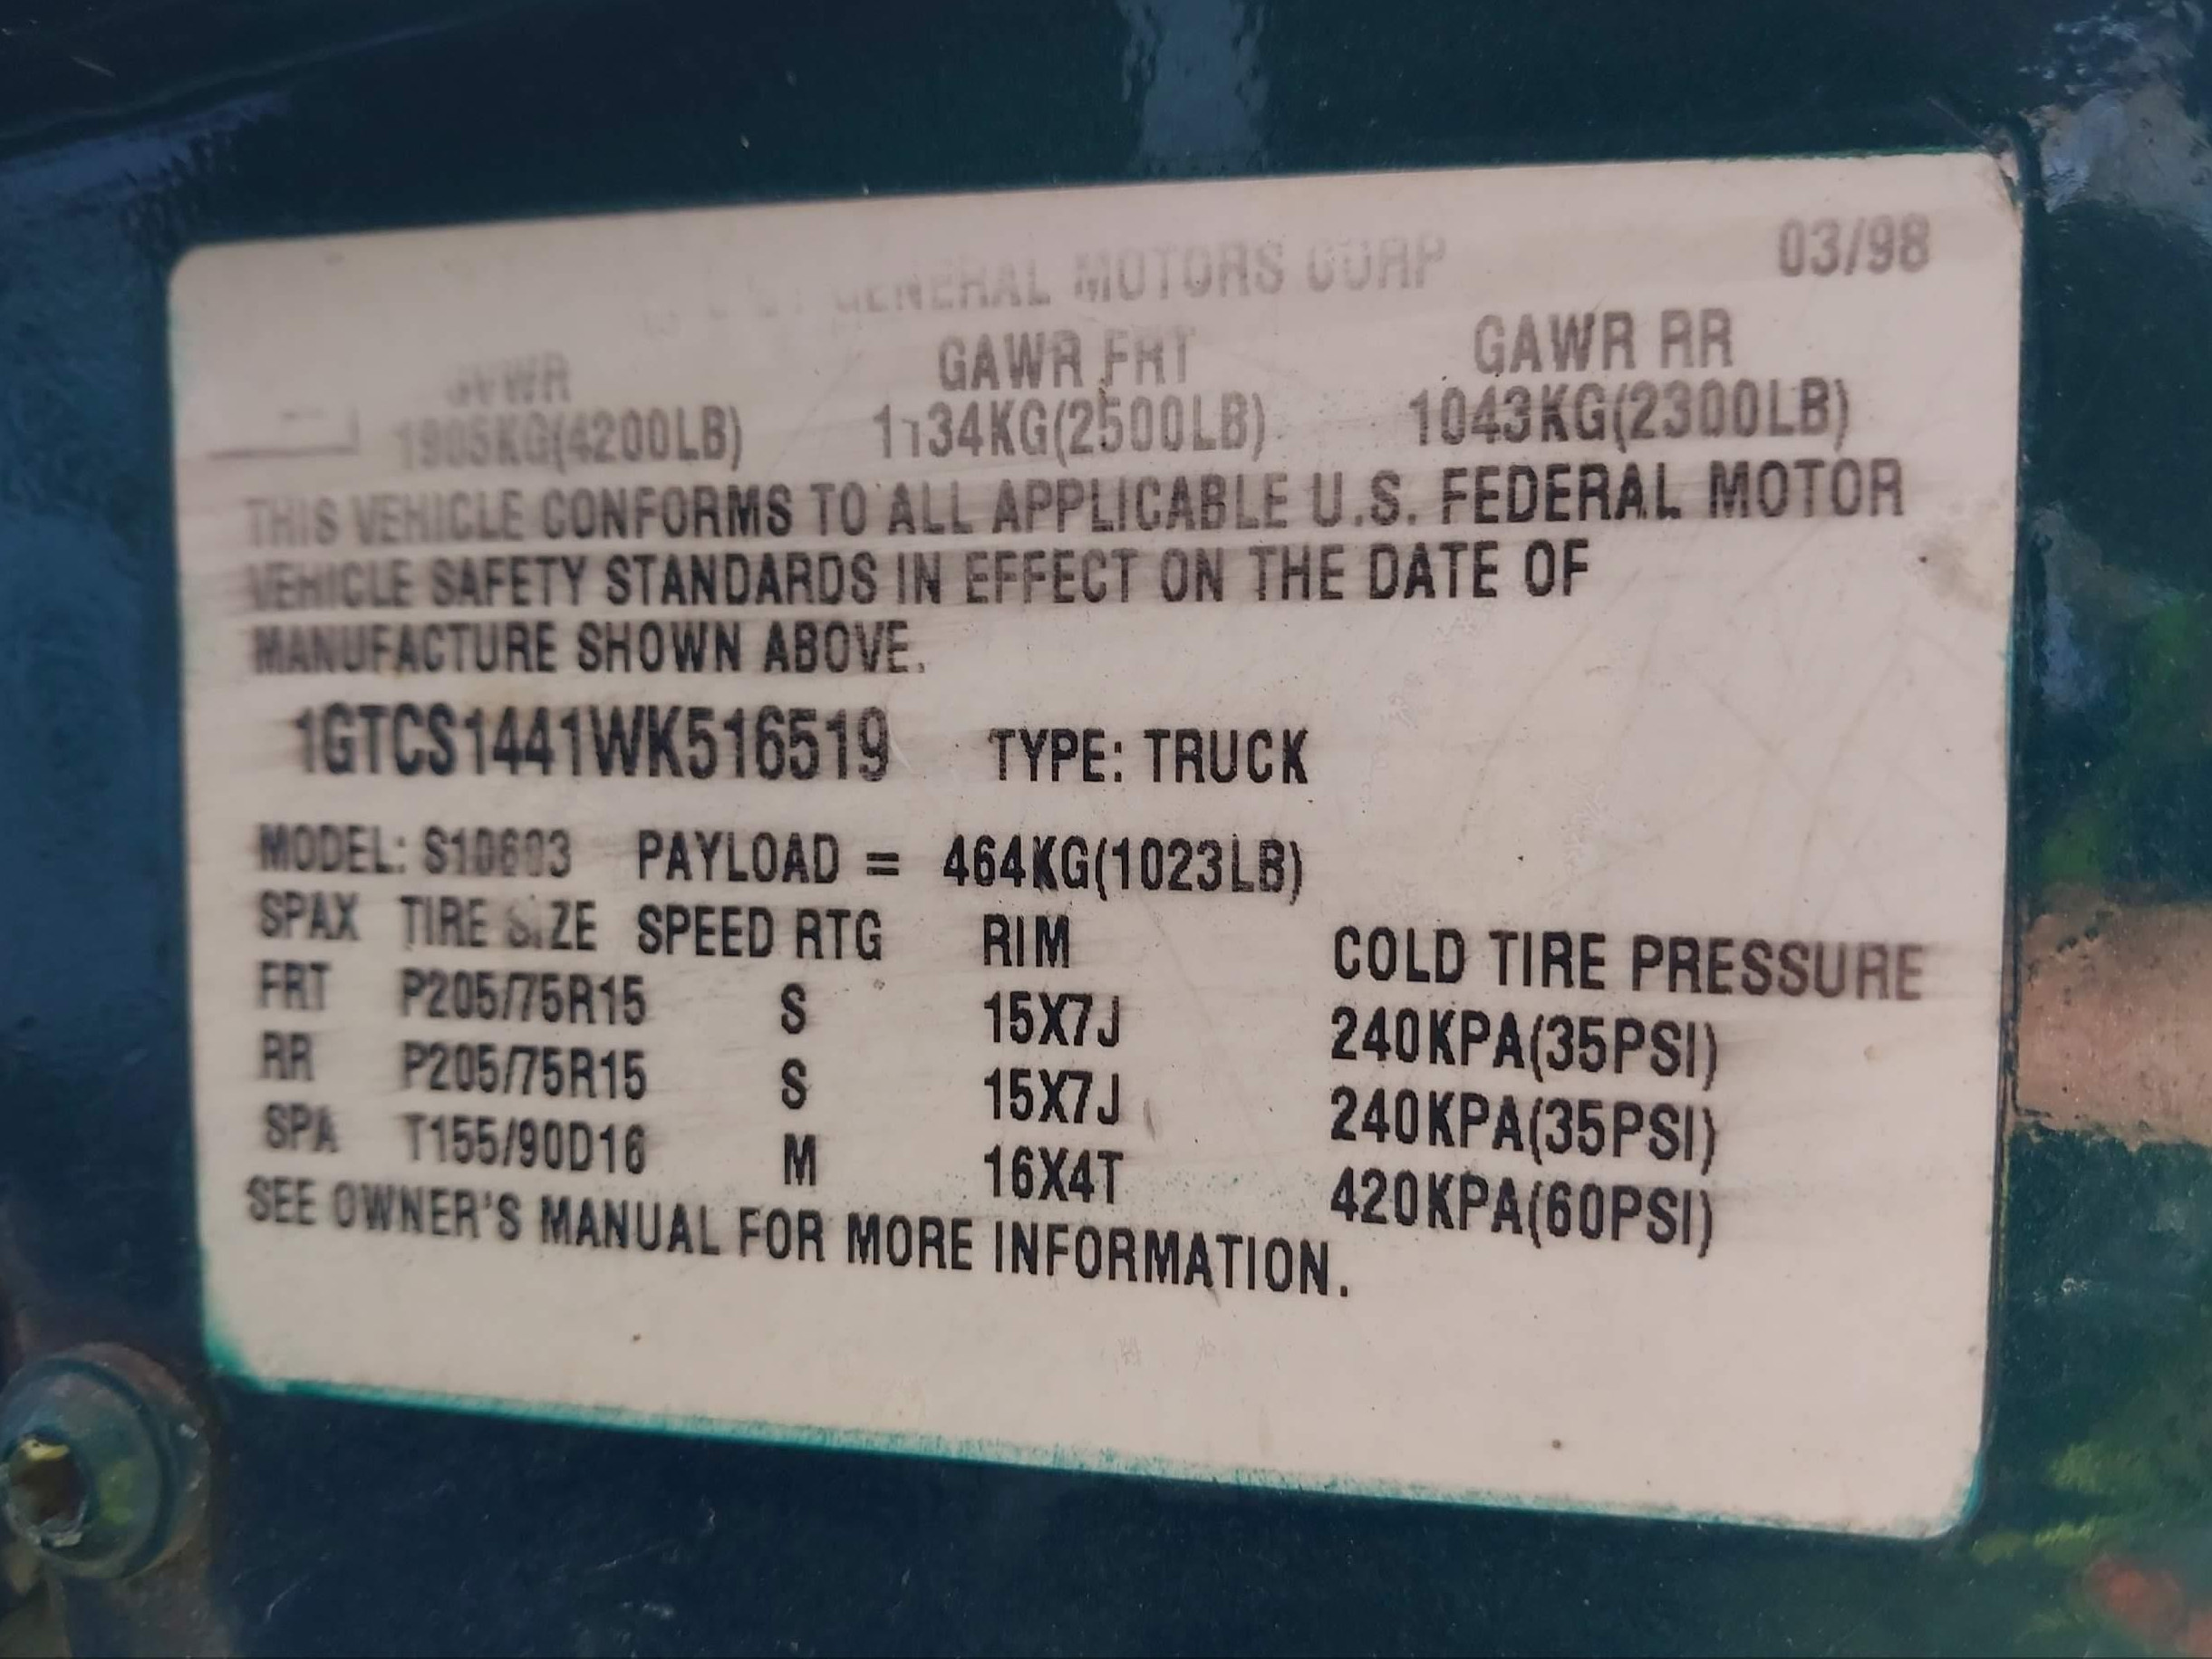 GENERAL MOTORS CORP 03/98
GVWR GAWR FRT GAWR RR
1905KG(4200LB) 1134KG(2500LB) 1043KG(2300LB)
THIS VEHICLE CONFORMS TO ALL APPLICABLE U.S. FEDERAL MOTOR
VEHICLE SAFETY STANDARDS IN EFFECT ON THE DATE OF
MANUFACTURE SHOWN ABOVE.
1GTCS1441WK516519 TYPE: TRUCK
MODEL: S10603 PAYLOAD = 464KG(1023LB)
SPAX TIRE SIZE SPEED RTG RIM COLD TIRE PRESSURE
FRT P205/75R15 S 15X7J 240KPA(35PSI)
RR P205/75R15 S 15X7J 240KPA(35PSI)
SPA T155/90D16 M 16X4T 420KPA(60PSI)
SEE OWNER'S MANUAL FOR MORE INFORMATION.